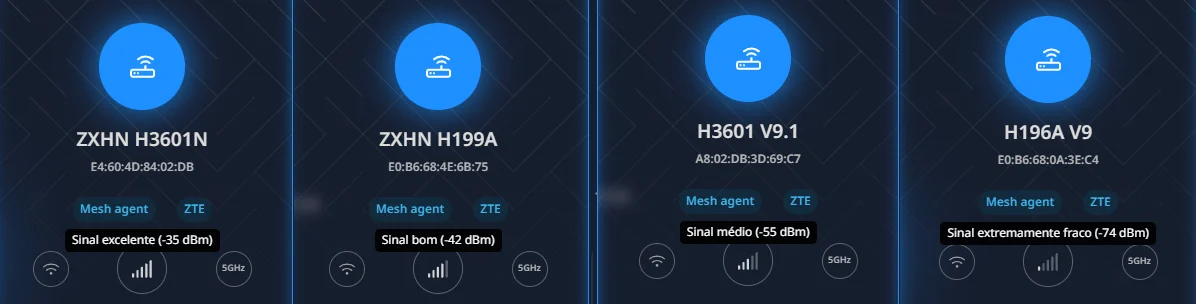 ZXHN H3601N
E4:60:4D:84:02:DB
Mesh agent ZTE
Sinal excelente (-35 dBm)
5GHz
ZXHN H199A
E0:B6:68:4E:6B:75
Mesh agent ZTE
Sinal bom (-42 dBm)
5GHz
H3601 V9.1
A8:02:DB:3D:69:C7
Mesh agent ZTE
Sinal médio (-55 dBm)
5GHz
H196A V9
E0:B6:68:0A:3E:C4
Mesh agent ZTE
Sinal extremamente fraco (-74 dBm)
5GHz